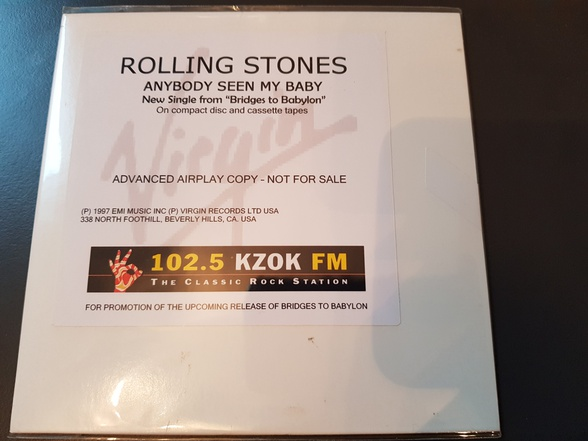 ROLLING STONES
ANYBODY SEEN MY BABY
New Single from "Bridges to Babylon"
On compact disc and cassette tapes
Virgin
ADVANCED AIRPLAY COPY - NOT FOR SALE
(P) 1997 EMI MUSIC INC (P) VIRGIN RECORDS LTD USA
338 NORTH FOOTHILL, BEVERLY HILLS, CA. USA
102.5 KZOK FM
THE CLASSIC ROCK STATION
FOR PROMOTION OF THE UPCOMING RELEASE OF BRIDGES TO BABYLON